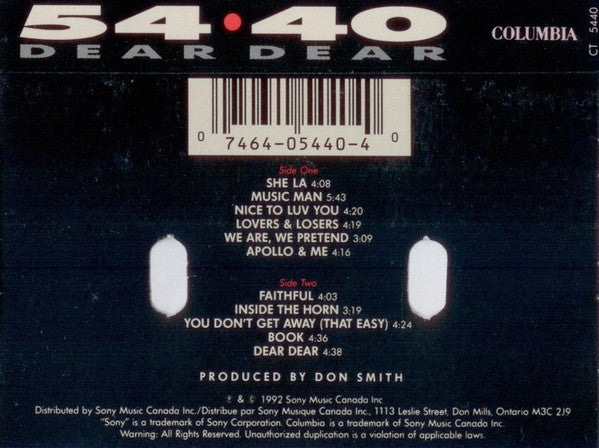 54•40
DEAR DEAR
COLUMBIA
CT 5440
0 7464-05440-4 0
Side One
SHE LA 4:08
MUSIC MAN 5:43
NICE TO LUV YOU 4:20
LOVERS & LOSERS 4:19
WE ARE, WE PRETEND 3:09
APOLLO & ME 4:16
Side Two
FAITHFUL 4:03
INSIDE THE HORN 3:19
YOU DON'T GET AWAY (THAT EASY) 4:24
BOOK 4:36
DEAR DEAR 4:38
PRODUCED BY DON SMITH
℗ & © 1992 Sony Music Canada Inc
Distributed by Sony Music Canada Inc./Distribue par Sony Musique Canada Inc., 1113 Leslie Street, Don Mills, Ontario M3C 2J9
"Sony" is a trademark of Sony Corporation. Columbia is a trademark of Sony Music Canada Inc.
Warning: All Rights Reserved. Unauthorized duplication is a violation of applicable laws.